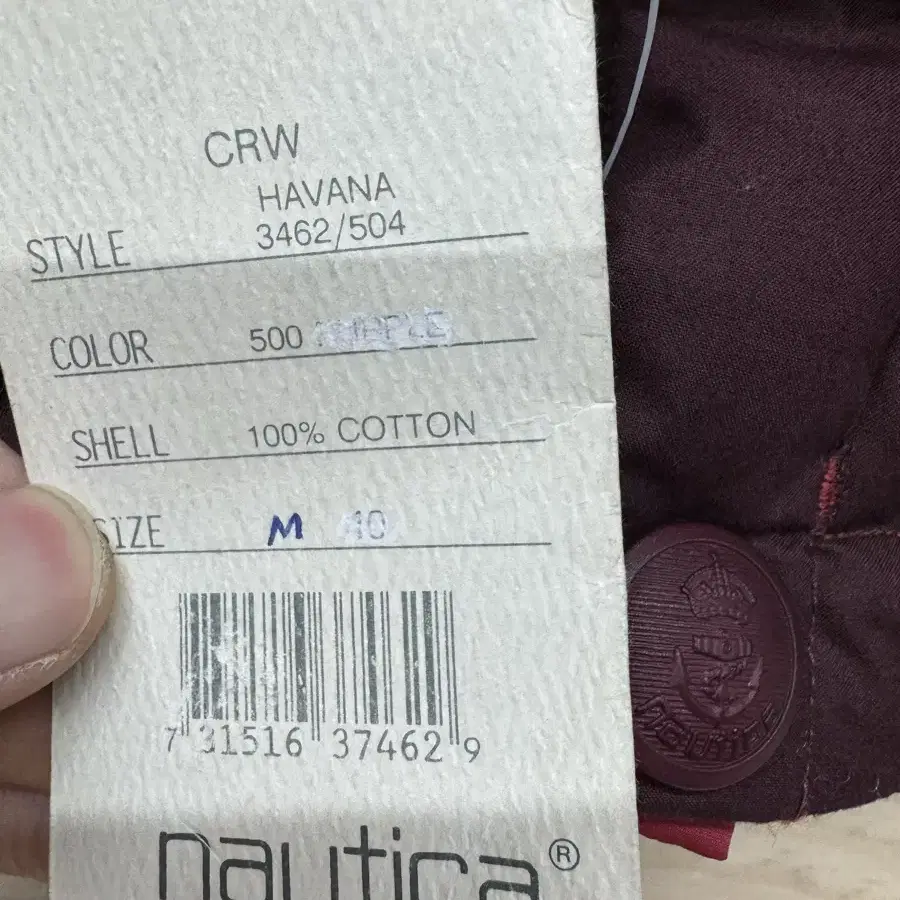 CRW
HAVANA
STYLE 3462/504
COLOR 500
SHELL 100% COTTON
SIZE M 40
7 31516 37462 9
nautica®